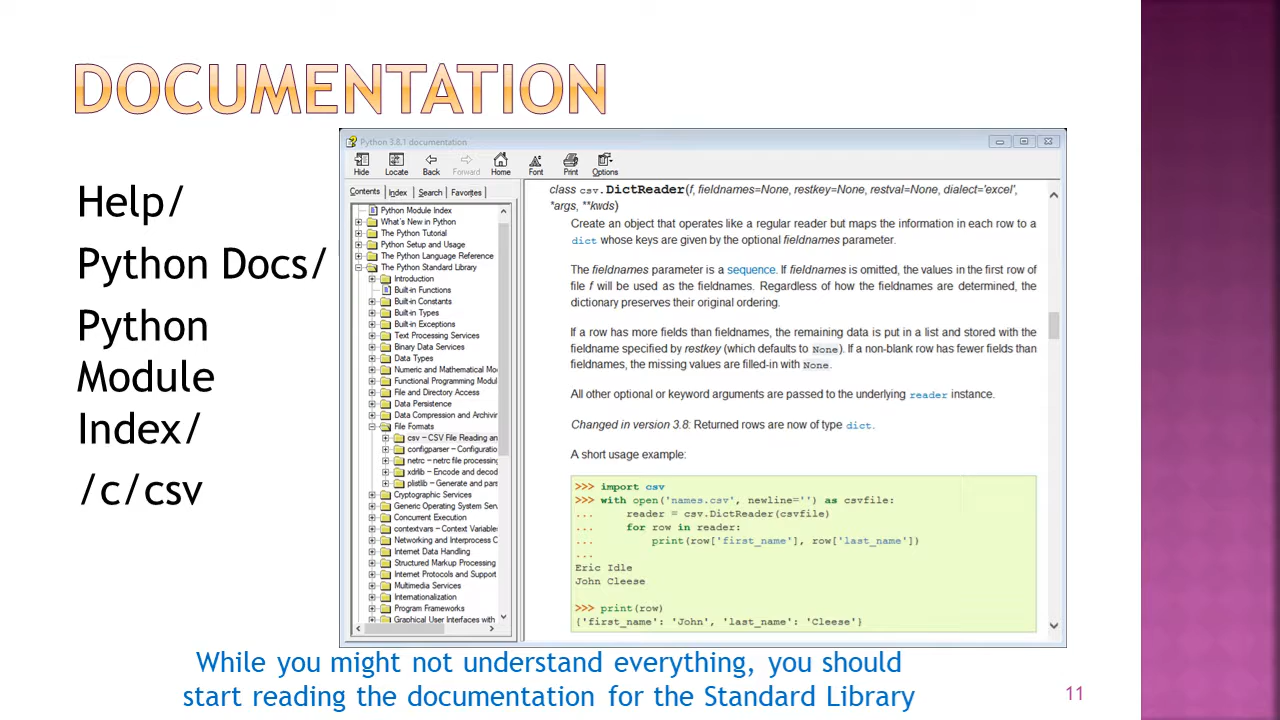 DOCUMENTATION
Help/
Python Docs/
Python
Module
Index/
/c/csv
Python 3.8.1 documentation
Hide Locate Back Forward Home Font Print Options
Contents Index Search Favorites
Python Module Index
What's New in Python
The Python Tutorial
Python Setup and Usage
The Python Language Reference
The Python Standard Library
Introduction
Built-in Functions
Built-in Constants
Built-in Types
Built-in Exceptions
Text Processing Services
Binary Data Services
Data Types
Numeric and Mathematical Mo
Functional Programming Modul
File and Directory Access
Data Persistence
Data Compression and Archivin
File Formats
csv — CSV File Reading an
configparser — Configuratio
netrc — netrc file processing
xdrlib — Encode and decod
plistlib — Generate and pars
Cryptographic Services
Generic Operating System Serv
Concurrent Execution
contextvars — Context Variables
Networking and Interprocess C
Internet Data Handling
Structured Markup Processing
Internet Protocols and Support
Multimedia Services
Internationalization
Program Frameworks
Graphical User Interfaces with
class csv.DictReader(f, fieldnames=None, restkey=None, restval=None, dialect='excel',
*args, **kwds)
Create an object that operates like a regular reader but maps the information in each row to a
dict whose keys are given by the optional fieldnames parameter.
The fieldnames parameter is a sequence. If fieldnames is omitted, the values in the first row of
file f will be used as the fieldnames. Regardless of how the fieldnames are determined, the
dictionary preserves their original ordering.
If a row has more fields than fieldnames, the remaining data is put in a list and stored with the
fieldname specified by restkey (which defaults to None). If a non-blank row has fewer fields than
fieldnames, the missing values are filled-in with None.
All other optional or keyword arguments are passed to the underlying reader instance.
Changed in version 3.8: Returned rows are now of type dict.
A short usage example:
>>> import csv
>>> with open('names.csv', newline='') as csvfile:
...     reader = csv.DictReader(csvfile)
...     for row in reader:
...         print(row['first_name'], row['last_name'])
...
Eric Idle
John Cleese
>>> print(row)
{'first_name': 'John', 'last_name': 'Cleese'}
While you might not understand everything, you should
start reading the documentation for the Standard Library
11